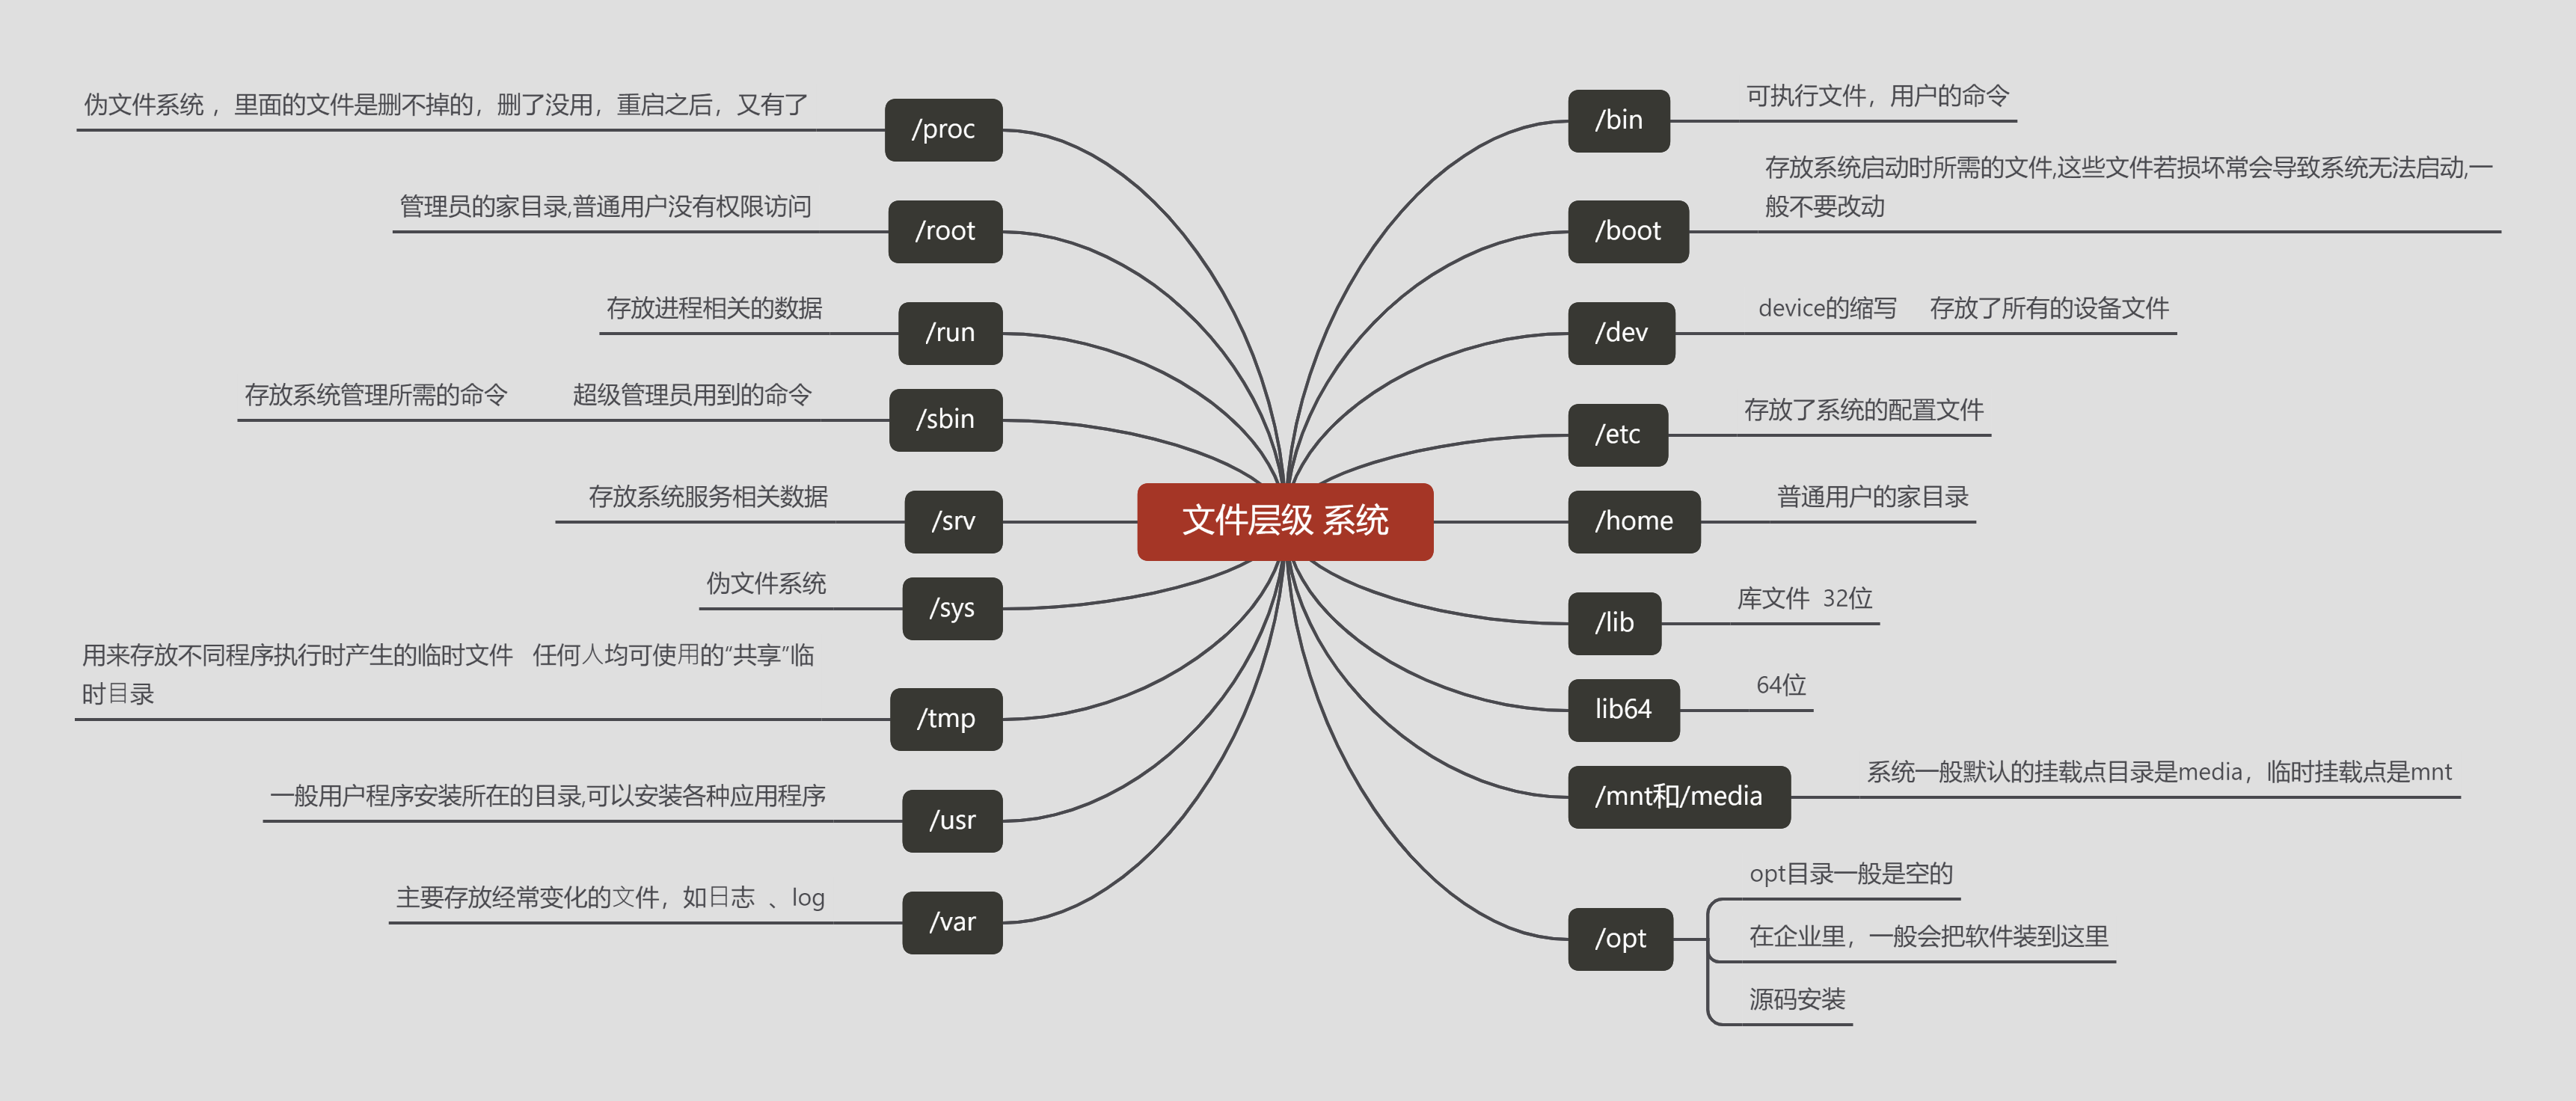 文件层级 系统
/proc
伪文件系统 ，里面的文件是删不掉的，删了没用，重启之后，又有了
/root
管理员的家目录,普通用户没有权限访问
/run
存放进程相关的数据
/sbin
存放系统管理所需的命令 超级管理员用到的命令
/srv
存放系统服务相关数据
/sys
伪文件系统
/tmp
用来存放不同程序执行时产生的临时文件 任何人均可使用的“共享”临
时目录
/usr
一般用户程序安装所在的目录,可以安装各种应用程序
/var
主要存放经常变化的文件，如日志 、log
/bin
可执行文件，用户的命令
/boot
存放系统启动时所需的文件,这些文件若损坏常会导致系统无法启动,一
般不要改动
/dev
device的缩写 存放了所有的设备文件
/etc
存放了系统的配置文件
/home
普通用户的家目录
/lib
库文件 32位
lib64
64位
/mnt和/media
系统一般默认的挂载点目录是media，临时挂载点是mnt
/opt
opt目录一般是空的
在企业里，一般会把软件装到这里
源码安装